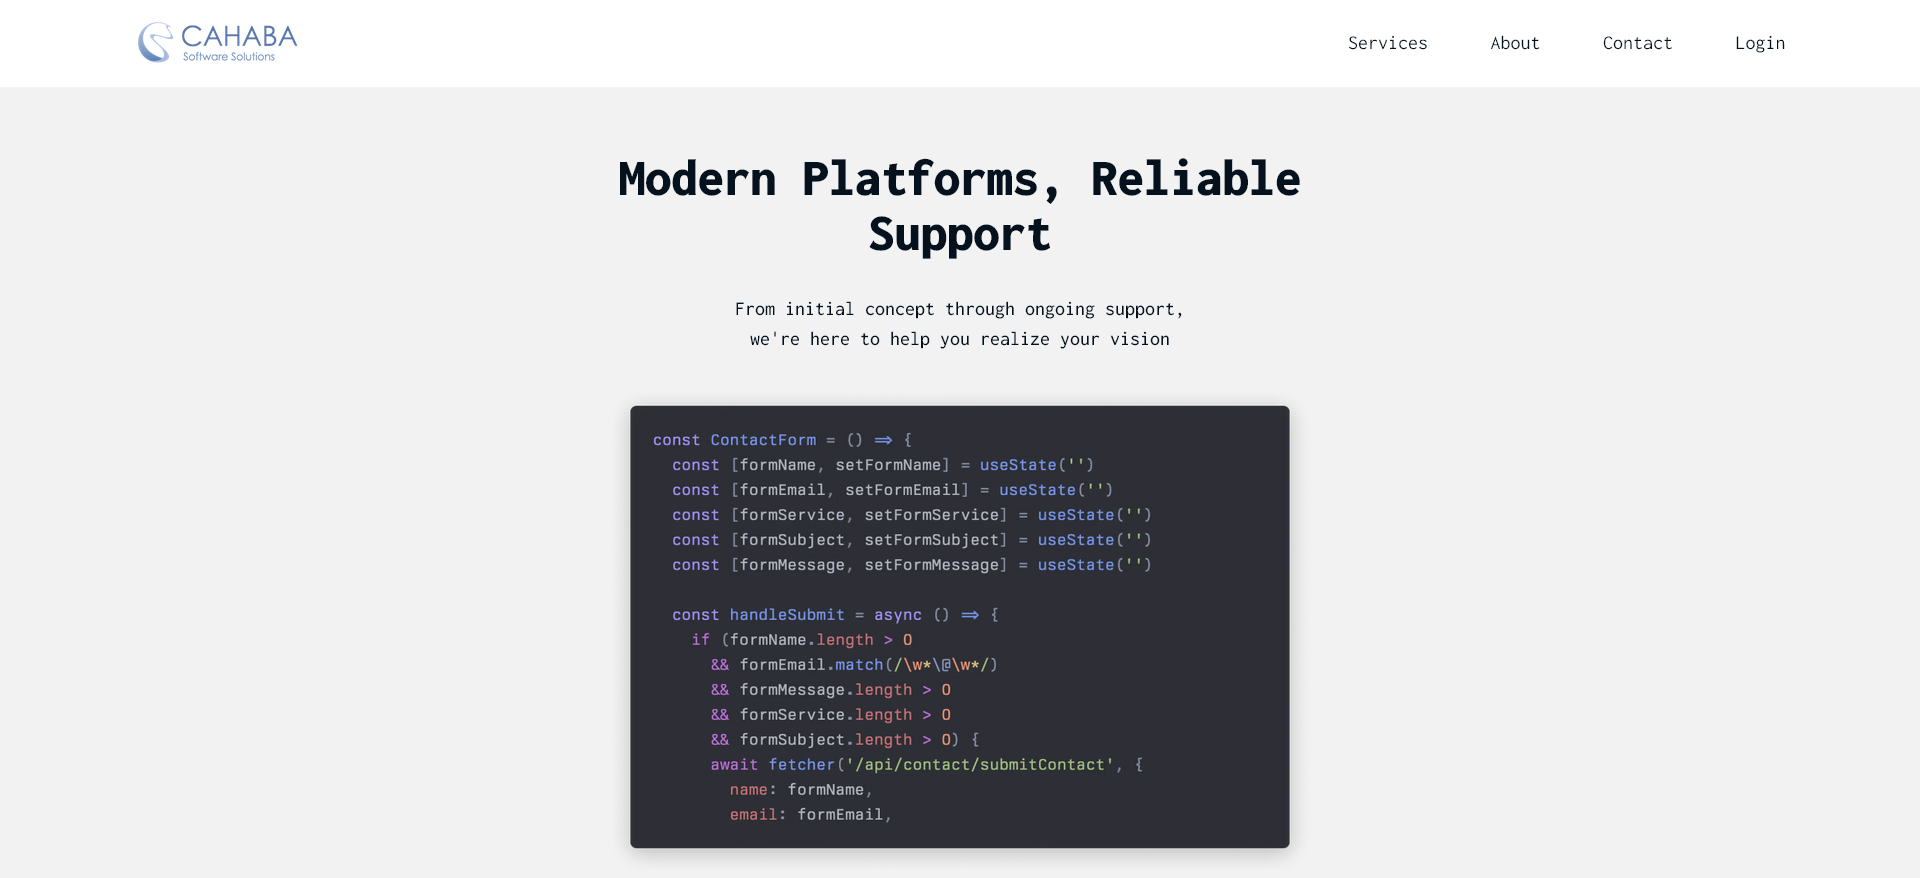 CAHABA
Software Solutions
Services About Contact Login
Modern Platforms, Reliable
Support
From initial concept through ongoing support,
we're here to help you realize your vision
const ContactForm = () => {
  const [formName, setFormName] = useState('')
  const [formEmail, setFormEmail] = useState('')
  const [formService, setFormService] = useState('')
  const [formSubject, setFormSubject] = useState('')
  const [formMessage, setFormMessage] = useState('')
  const handleSubmit = async () => {
    if (formName.length > 0
      && formEmail.match(/\w*\@\w*/)
      && formMessage.length > 0
      && formService.length > 0
      && formSubject.length > 0) {
      await fetcher('/api/contact/submitContact', {
        name: formName,
        email: formEmail,